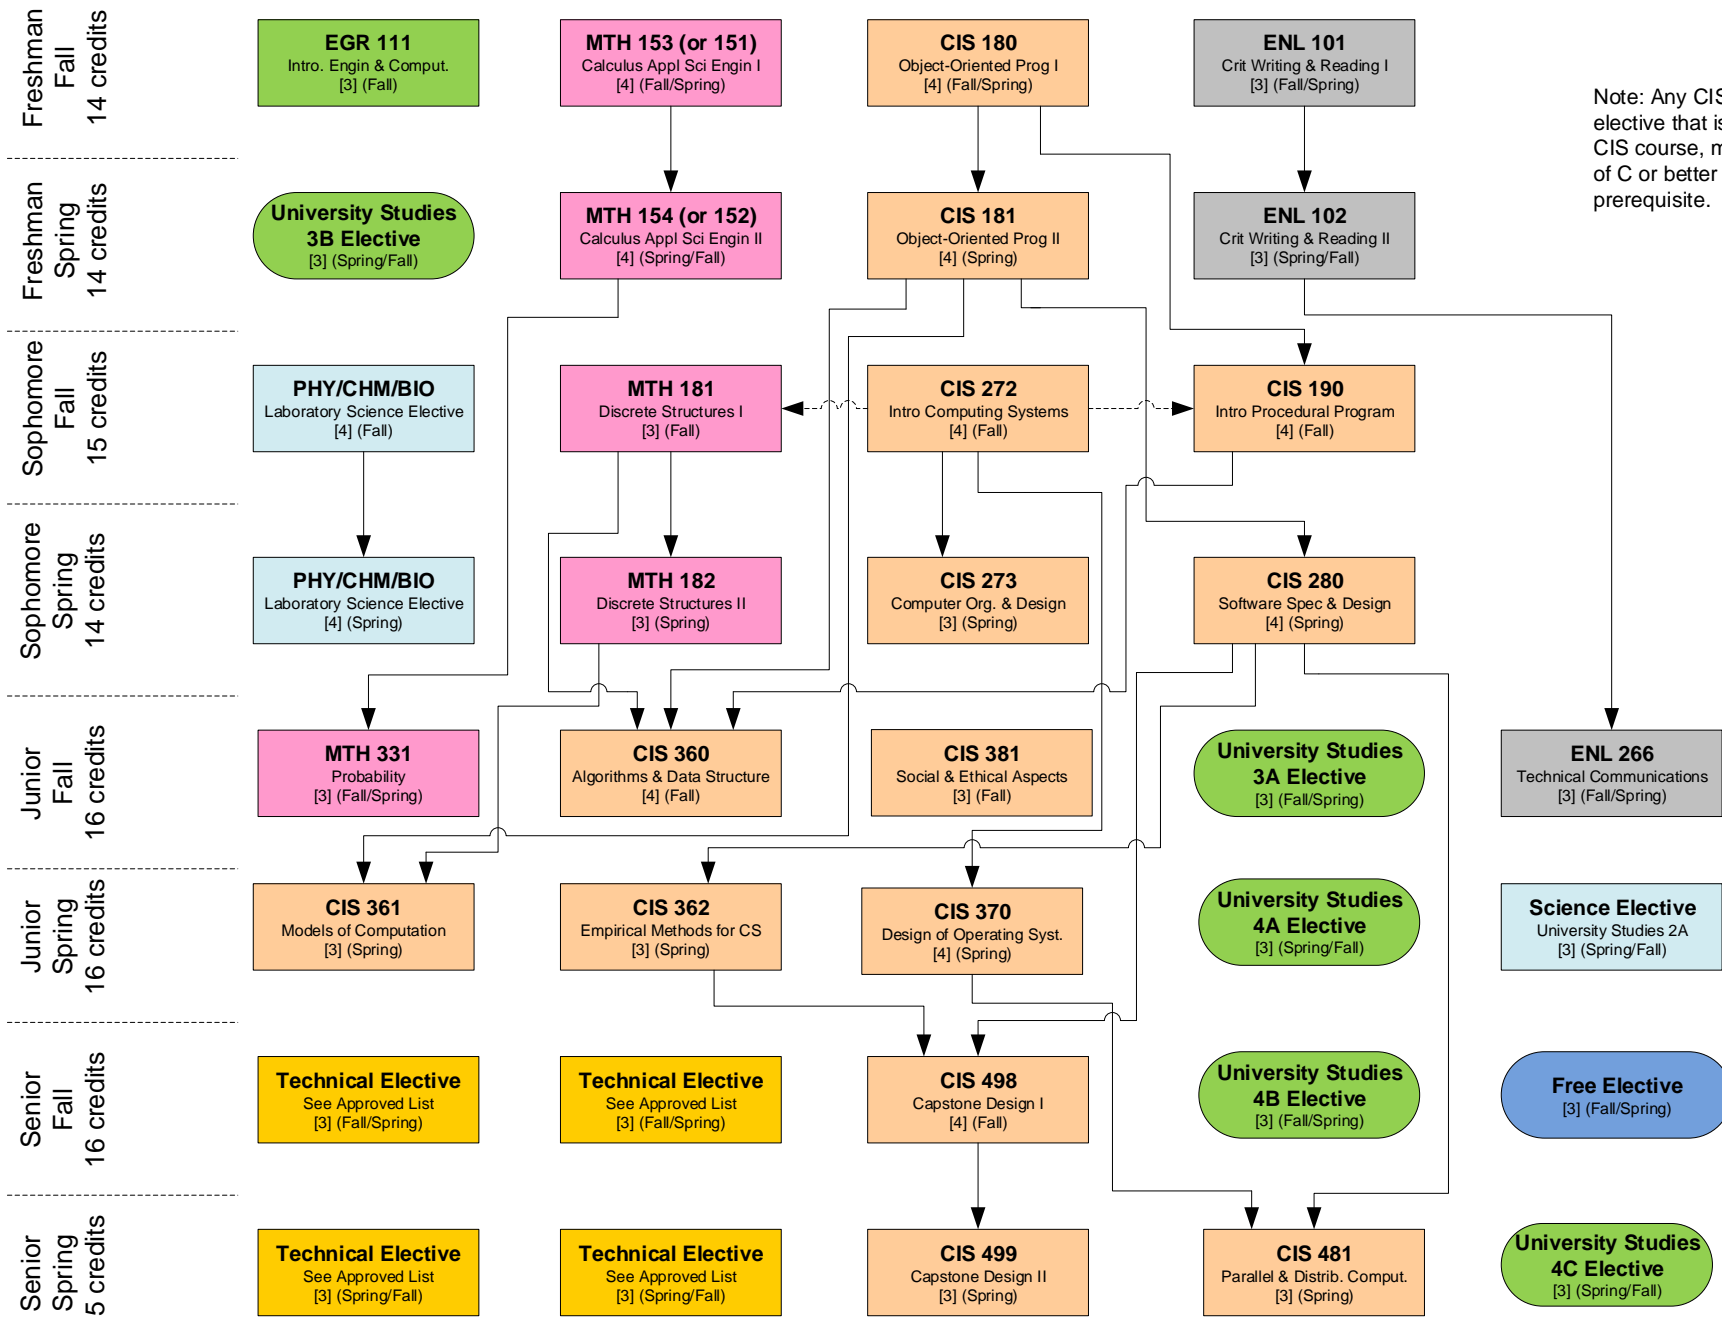 Freshman
Fall
14 credits
EGR 111
Intro. Engin & Comput.
[3] (Fall)
MTH 153 (or 151)
Calculus Appl Sci Engin I
[4] (Fall/Spring)
CIS 180
Object-Oriented Prog I
[4] (Fall/Spring)
ENL 101
Crit Writing & Reading I
[3] (Fall/Spring)
Note: Any CIS
elective that is
CIS course, m
of C or better
prerequisite.
Freshman
Spring
14 credits
University Studies
3B Elective
[3] (Spring/Fall)
MTH 154 (or 152)
Calculus Appl Sci Engin II
[4] (Spring/Fall)
CIS 181
Object-Oriented Prog II
[4] (Spring)
ENL 102
Crit Writing & Reading II
[3] (Spring/Fall)
Sophomore
Fall
15 credits
PHY/CHM/BIO
Laboratory Science Elective
[4] (Fall)
MTH 181
Discrete Structures I
[3] (Fall)
CIS 272
Intro Computing Systems
[4] (Fall)
CIS 190
Intro Procedural Program
[4] (Fall)
Sophomore
Spring
14 credits
PHY/CHM/BIO
Laboratory Science Elective
[4] (Spring)
MTH 182
Discrete Structures II
[3] (Spring)
CIS 273
Computer Org. & Design
[3] (Spring)
CIS 280
Software Spec & Design
[4] (Spring)
Junior
Fall
16 credits
MTH 331
Probability
[3] (Fall/Spring)
CIS 360
Algorithms & Data Structure
[4] (Fall)
CIS 381
Social & Ethical Aspects
[3] (Fall)
University Studies
3A Elective
[3] (Fall/Spring)
ENL 266
Technical Communications
[3] (Fall/Spring)
Junior
Spring
16 credits
CIS 361
Models of Computation
[3] (Spring)
CIS 362
Empirical Methods for CS
[3] (Spring)
CIS 370
Design of Operating Syst.
[4] (Spring)
University Studies
4A Elective
[3] (Spring/Fall)
Science Elective
University Studies 2A
[3] (Spring/Fall)
Senior
Fall
16 credits
Technical Elective
See Approved List
[3] (Fall/Spring)
Technical Elective
See Approved List
[3] (Fall/Spring)
CIS 498
Capstone Design I
[4] (Fall)
University Studies
4B Elective
[3] (Fall/Spring)
Free Elective
[3] (Fall/Spring)
Senior
Spring
5 credits
Technical Elective
See Approved List
[3] (Spring/Fall)
Technical Elective
See Approved List
[3] (Spring/Fall)
CIS 499
Capstone Design II
[3] (Spring)
CIS 481
Parallel & Distrib. Comput.
[3] (Spring)
University Studies
4C Elective
[3] (Spring/Fall)